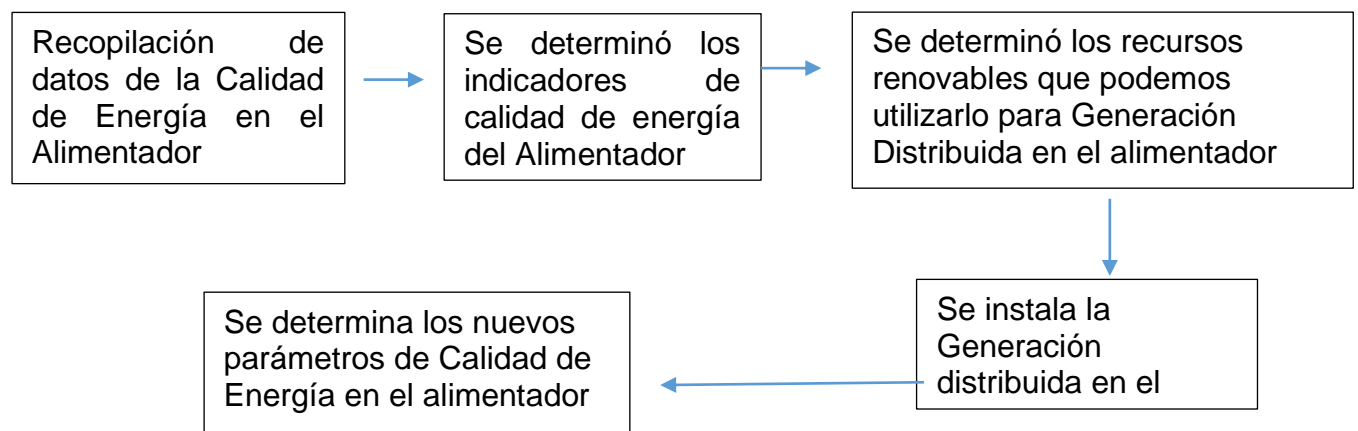 Recopilación de
datos de la Calidad
de Energía en el
Alimentador
Se determinó los
indicadores de
calidad de energía
del Alimentador
Se determinó los recursos
renovables que podemos
utilizarlo para Generación
Distribuida en el alimentador
Se instala la
Generación
distribuida en el
Se determina los nuevos
parámetros de Calidad de
Energía en el alimentador